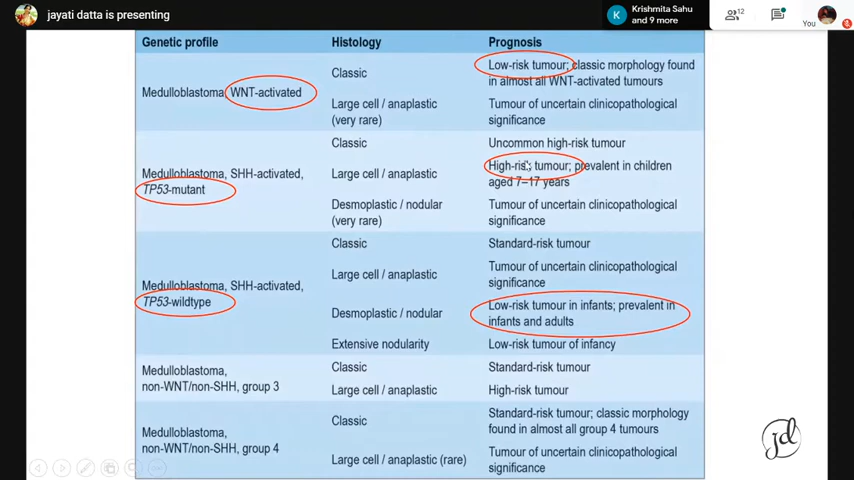 jayati datta is presenting
Krishmita Sahu
and 9 more
K
12
You
Genetic profile Histology Prognosis
Medulloblastoma, WNT-activated
Classic
Low-risk tumour; classic morphology found
in almost all WNT-activated tumours
Large cell / anaplastic
(very rare)
Tumour of uncertain clinicopathological
significance
Medulloblastoma, SHH-activated,
TP53-mutant
Classic
Uncommon high-risk tumour
Large cell / anaplastic
High-risk tumour; prevalent in children
aged 7–17 years
Desmoplastic / nodular
(very rare)
Tumour of uncertain clinicopathological
significance
Medulloblastoma, SHH-activated,
TP53-wildtype
Classic
Standard-risk tumour
Large cell / anaplastic
Tumour of uncertain clinicopathological
significance
Desmoplastic / nodular
Low-risk tumour in infants; prevalent in
infants and adults
Extensive nodularity
Low-risk tumour of infancy
Medulloblastoma,
non-WNT/non-SHH, group 3
Classic
Standard-risk tumour
Large cell / anaplastic
High-risk tumour
Medulloblastoma,
non-WNT/non-SHH, group 4
Classic
Standard-risk tumour; classic morphology
found in almost all group 4 tumours
Large cell / anaplastic (rare)
Tumour of uncertain clinicopathological
significance
jd